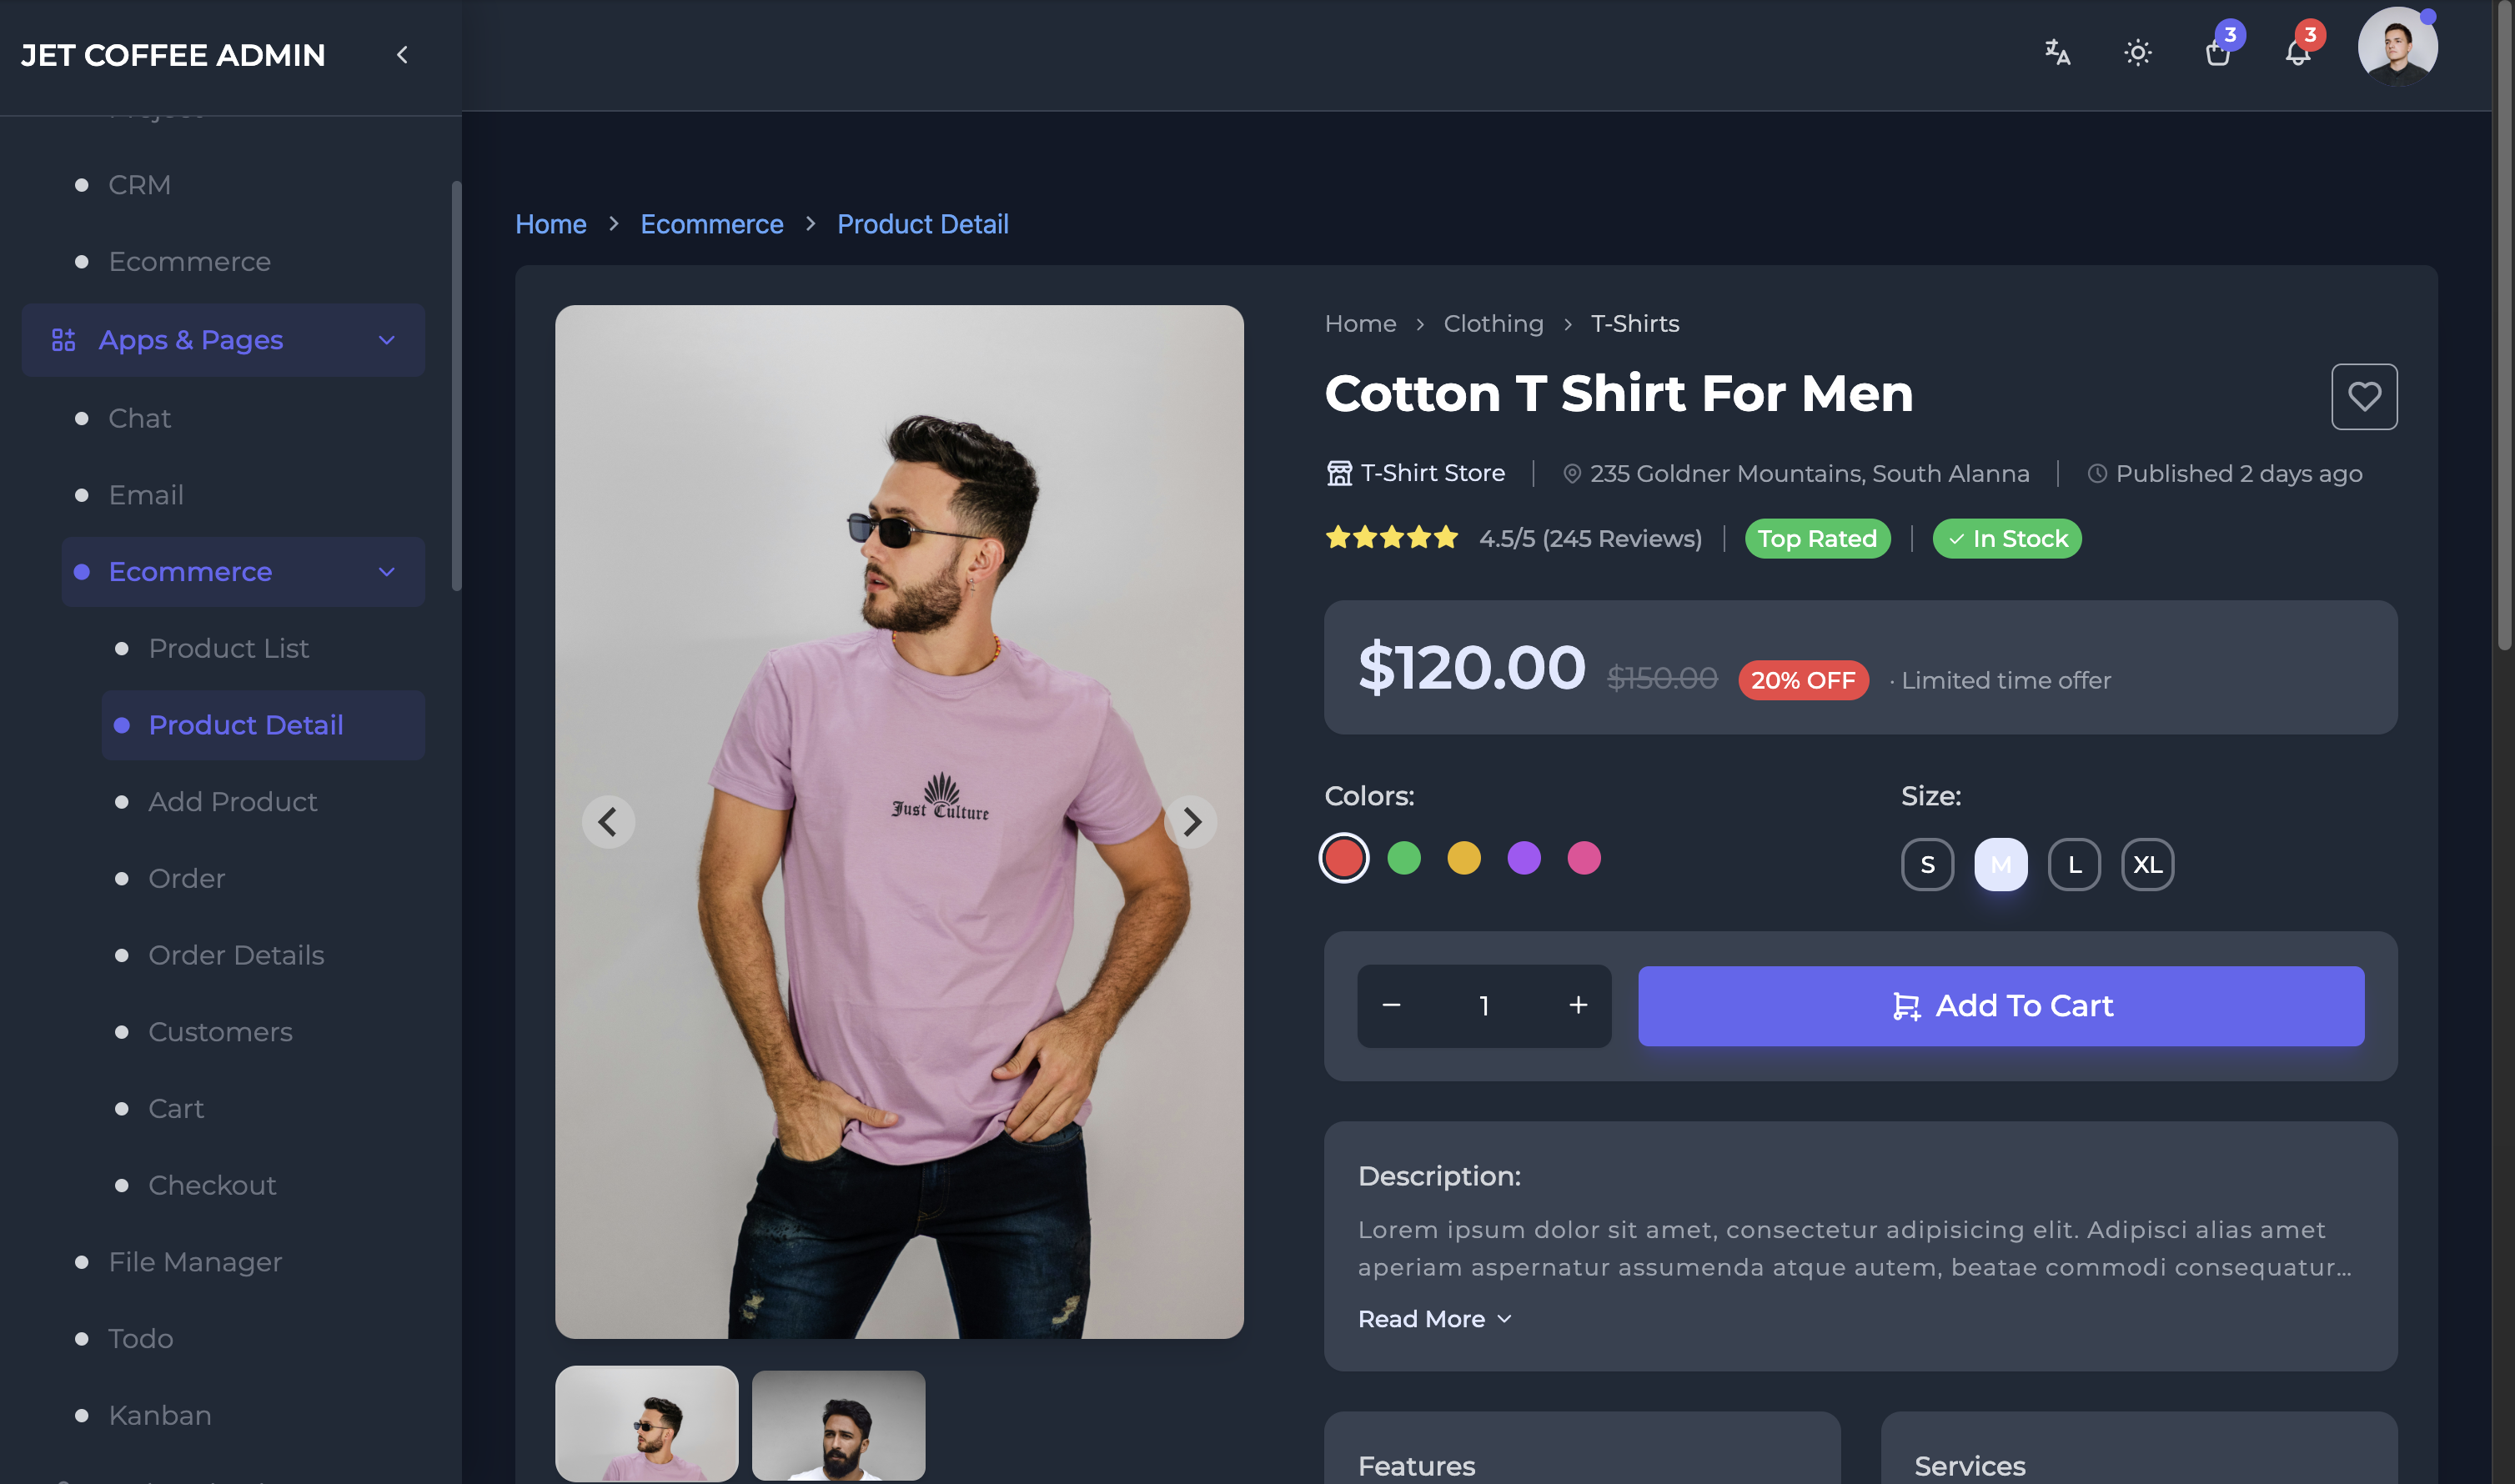 JET COFFEE ADMIN
3
3
CRM
Ecommerce
Apps & Pages
Chat
Email
Ecommerce
Product List
Product Detail
Add Product
Order
Order Details
Customers
Cart
Checkout
File Manager
Todo
Kanban
Home > Ecommerce > Product Detail
Just Culture
Home > Clothing > T-Shirts
Cotton T Shirt For Men
T-Shirt Store | 235 Goldner Mountains, South Alanna | Published 2 days ago
4.5/5 (245 Reviews) | Top Rated | In Stock
$120.00 $150.00 20% OFF · Limited time offer
Colors:
Size:
S M L XL
− 1 + Add To Cart
Description:
Lorem ipsum dolor sit amet, consectetur adipisicing elit. Adipisci alias amet
aperiam aspernatur assumenda atque autem, beatae commodi consequatur...
Read More
Features
Services